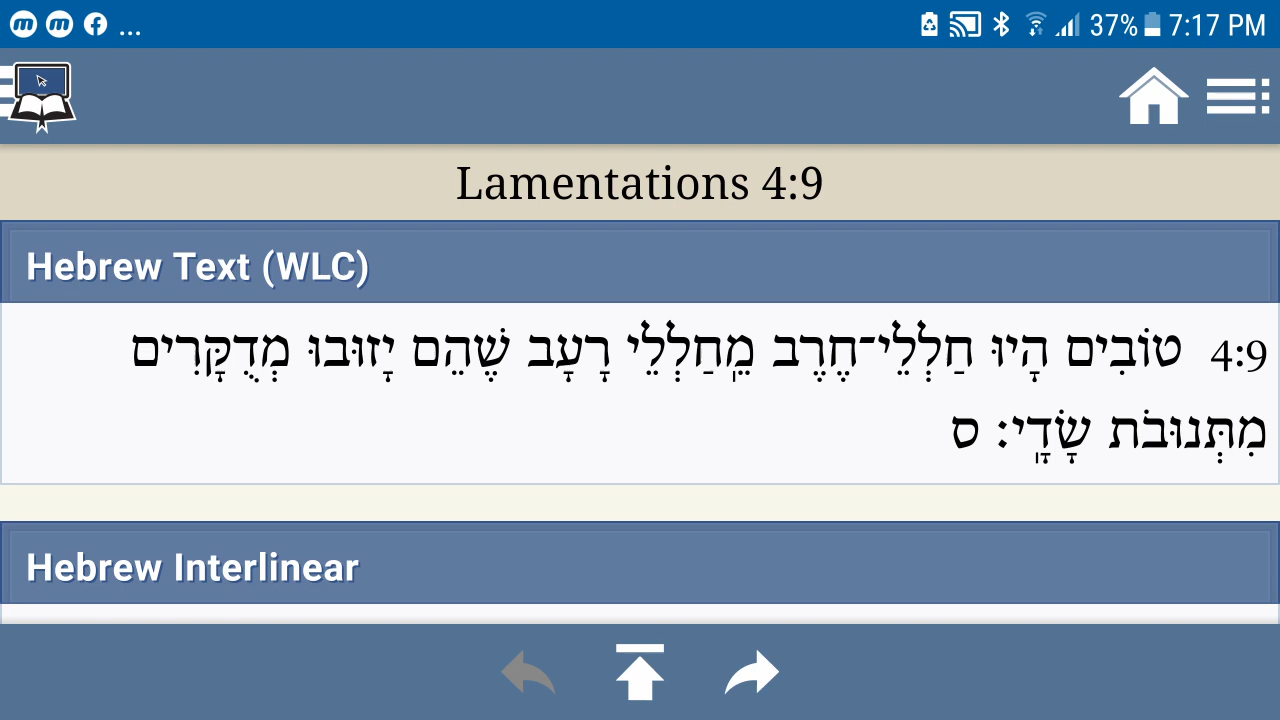 m m f ... 37% 7:17 PM
Lamentations 4:9
Hebrew Text (WLC)
4:9 טוֹבִים הָיוּ חַלְלֵי־חֶרֶב מֵֽחַלְלֵי רָעָב שֶׁהֵם יָזוּבוּ מְדֻקָּרִים
מִתְּנוּבֹת שָׂדָֽי׃ ס
Hebrew Interlinear